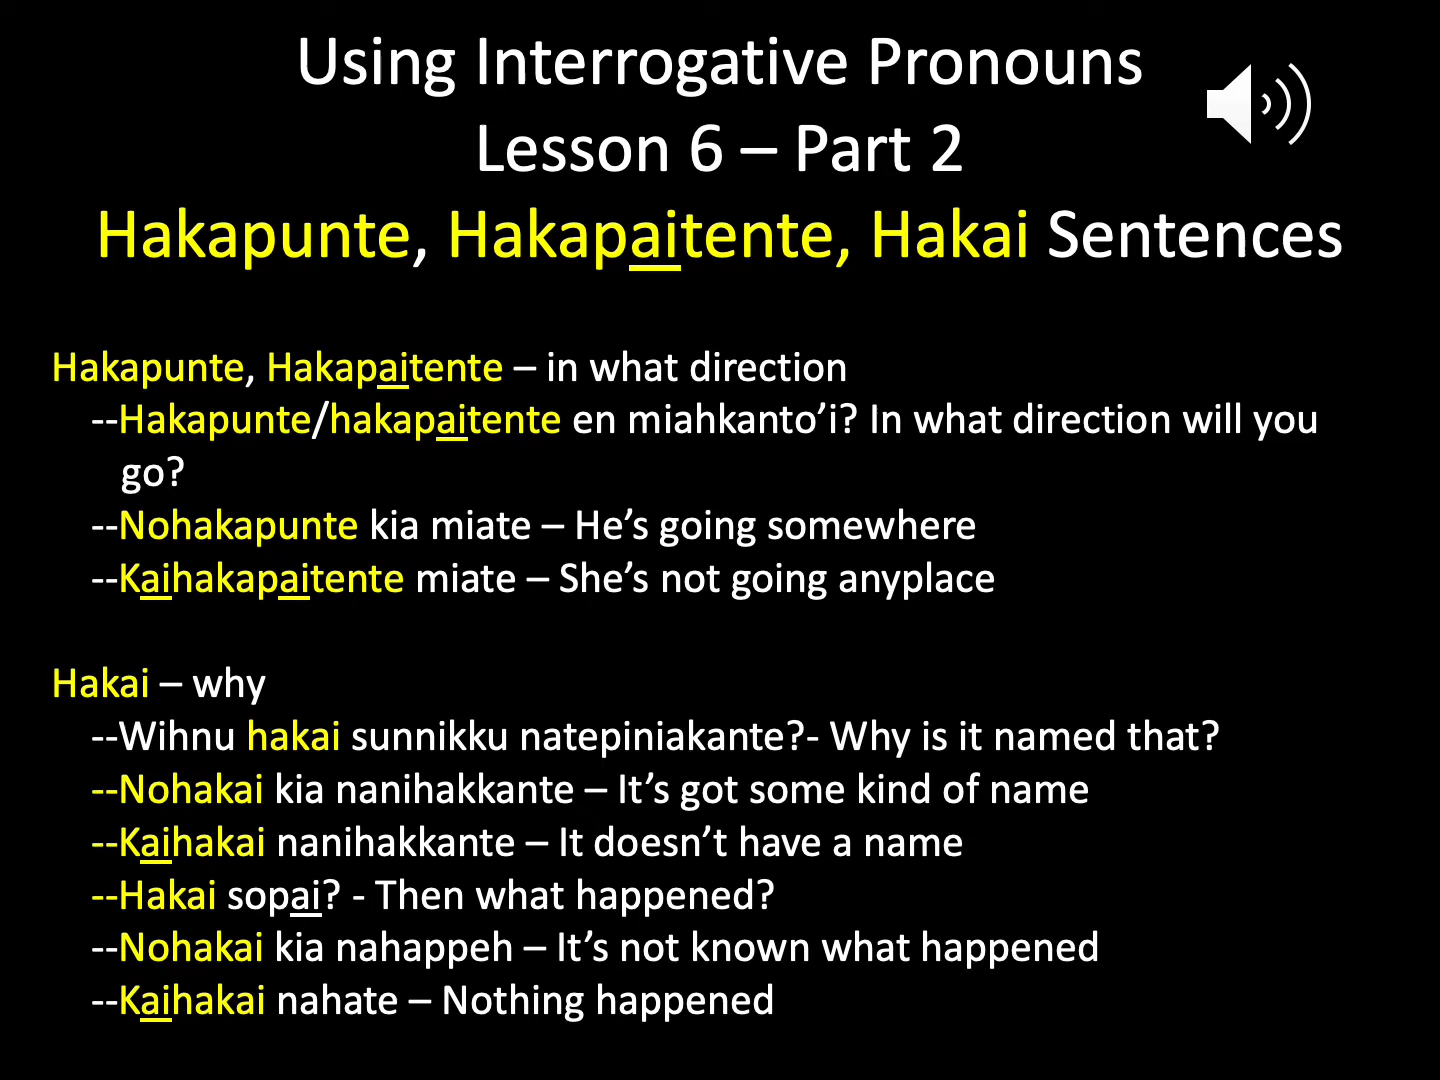 Using Interrogative Pronouns
Lesson 6 – Part 2
Hakapunte, Hakapaitente, Hakai Sentences
Hakapunte, Hakapaitente – in what direction
--Hakapunte/hakapaitente en miahkanto’i? In what direction will you
go?
--Nohakapunte kia miate – He’s going somewhere
--Kaihakapaitente miate – She’s not going anyplace
Hakai – why
--Wihnu hakai sunnikku natepiniakante?- Why is it named that?
--Nohakai kia nanihakkante – It’s got some kind of name
--Kaihakai nanihakkante – It doesn’t have a name
--Hakai sopai? - Then what happened?
--Nohakai kia nahappeh – It’s not known what happened
--Kaihakai nahate – Nothing happened